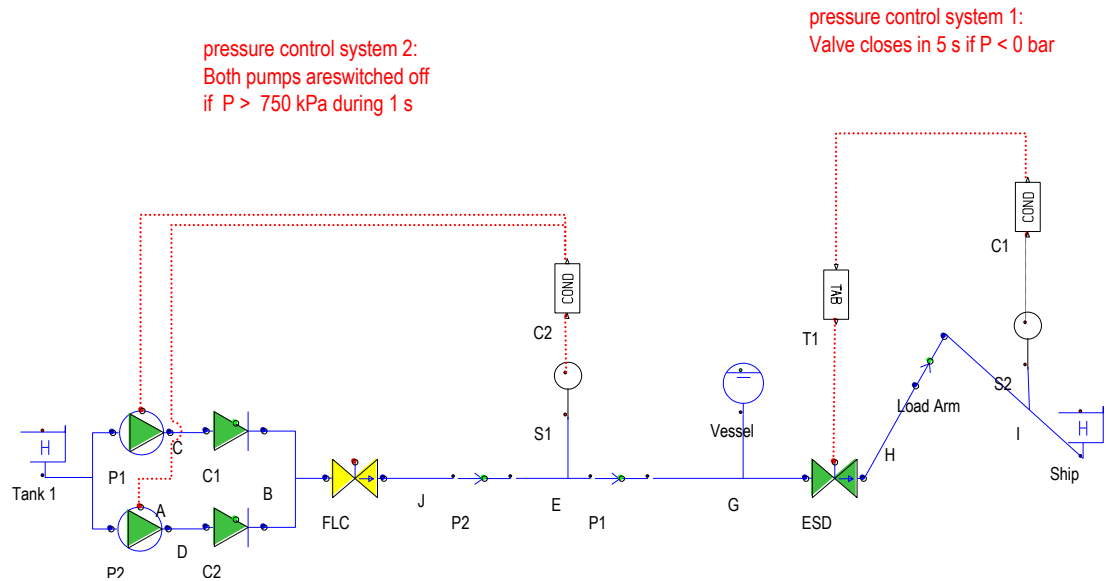 pressure control system 1:
Valve closes in 5 s if P < 0 bar
pressure control system 2:
Both pumps areswitched off
if P > 750 kPa during 1 s
COND
C1
COND
C2
TAB
T1
S1
Vessel
S2
Load Arm
H
I
H
Ship
H
Tank 1
P1
C
C1
B
A
D
P2
C2
FLC
J
P2
E
P1
G
ESD